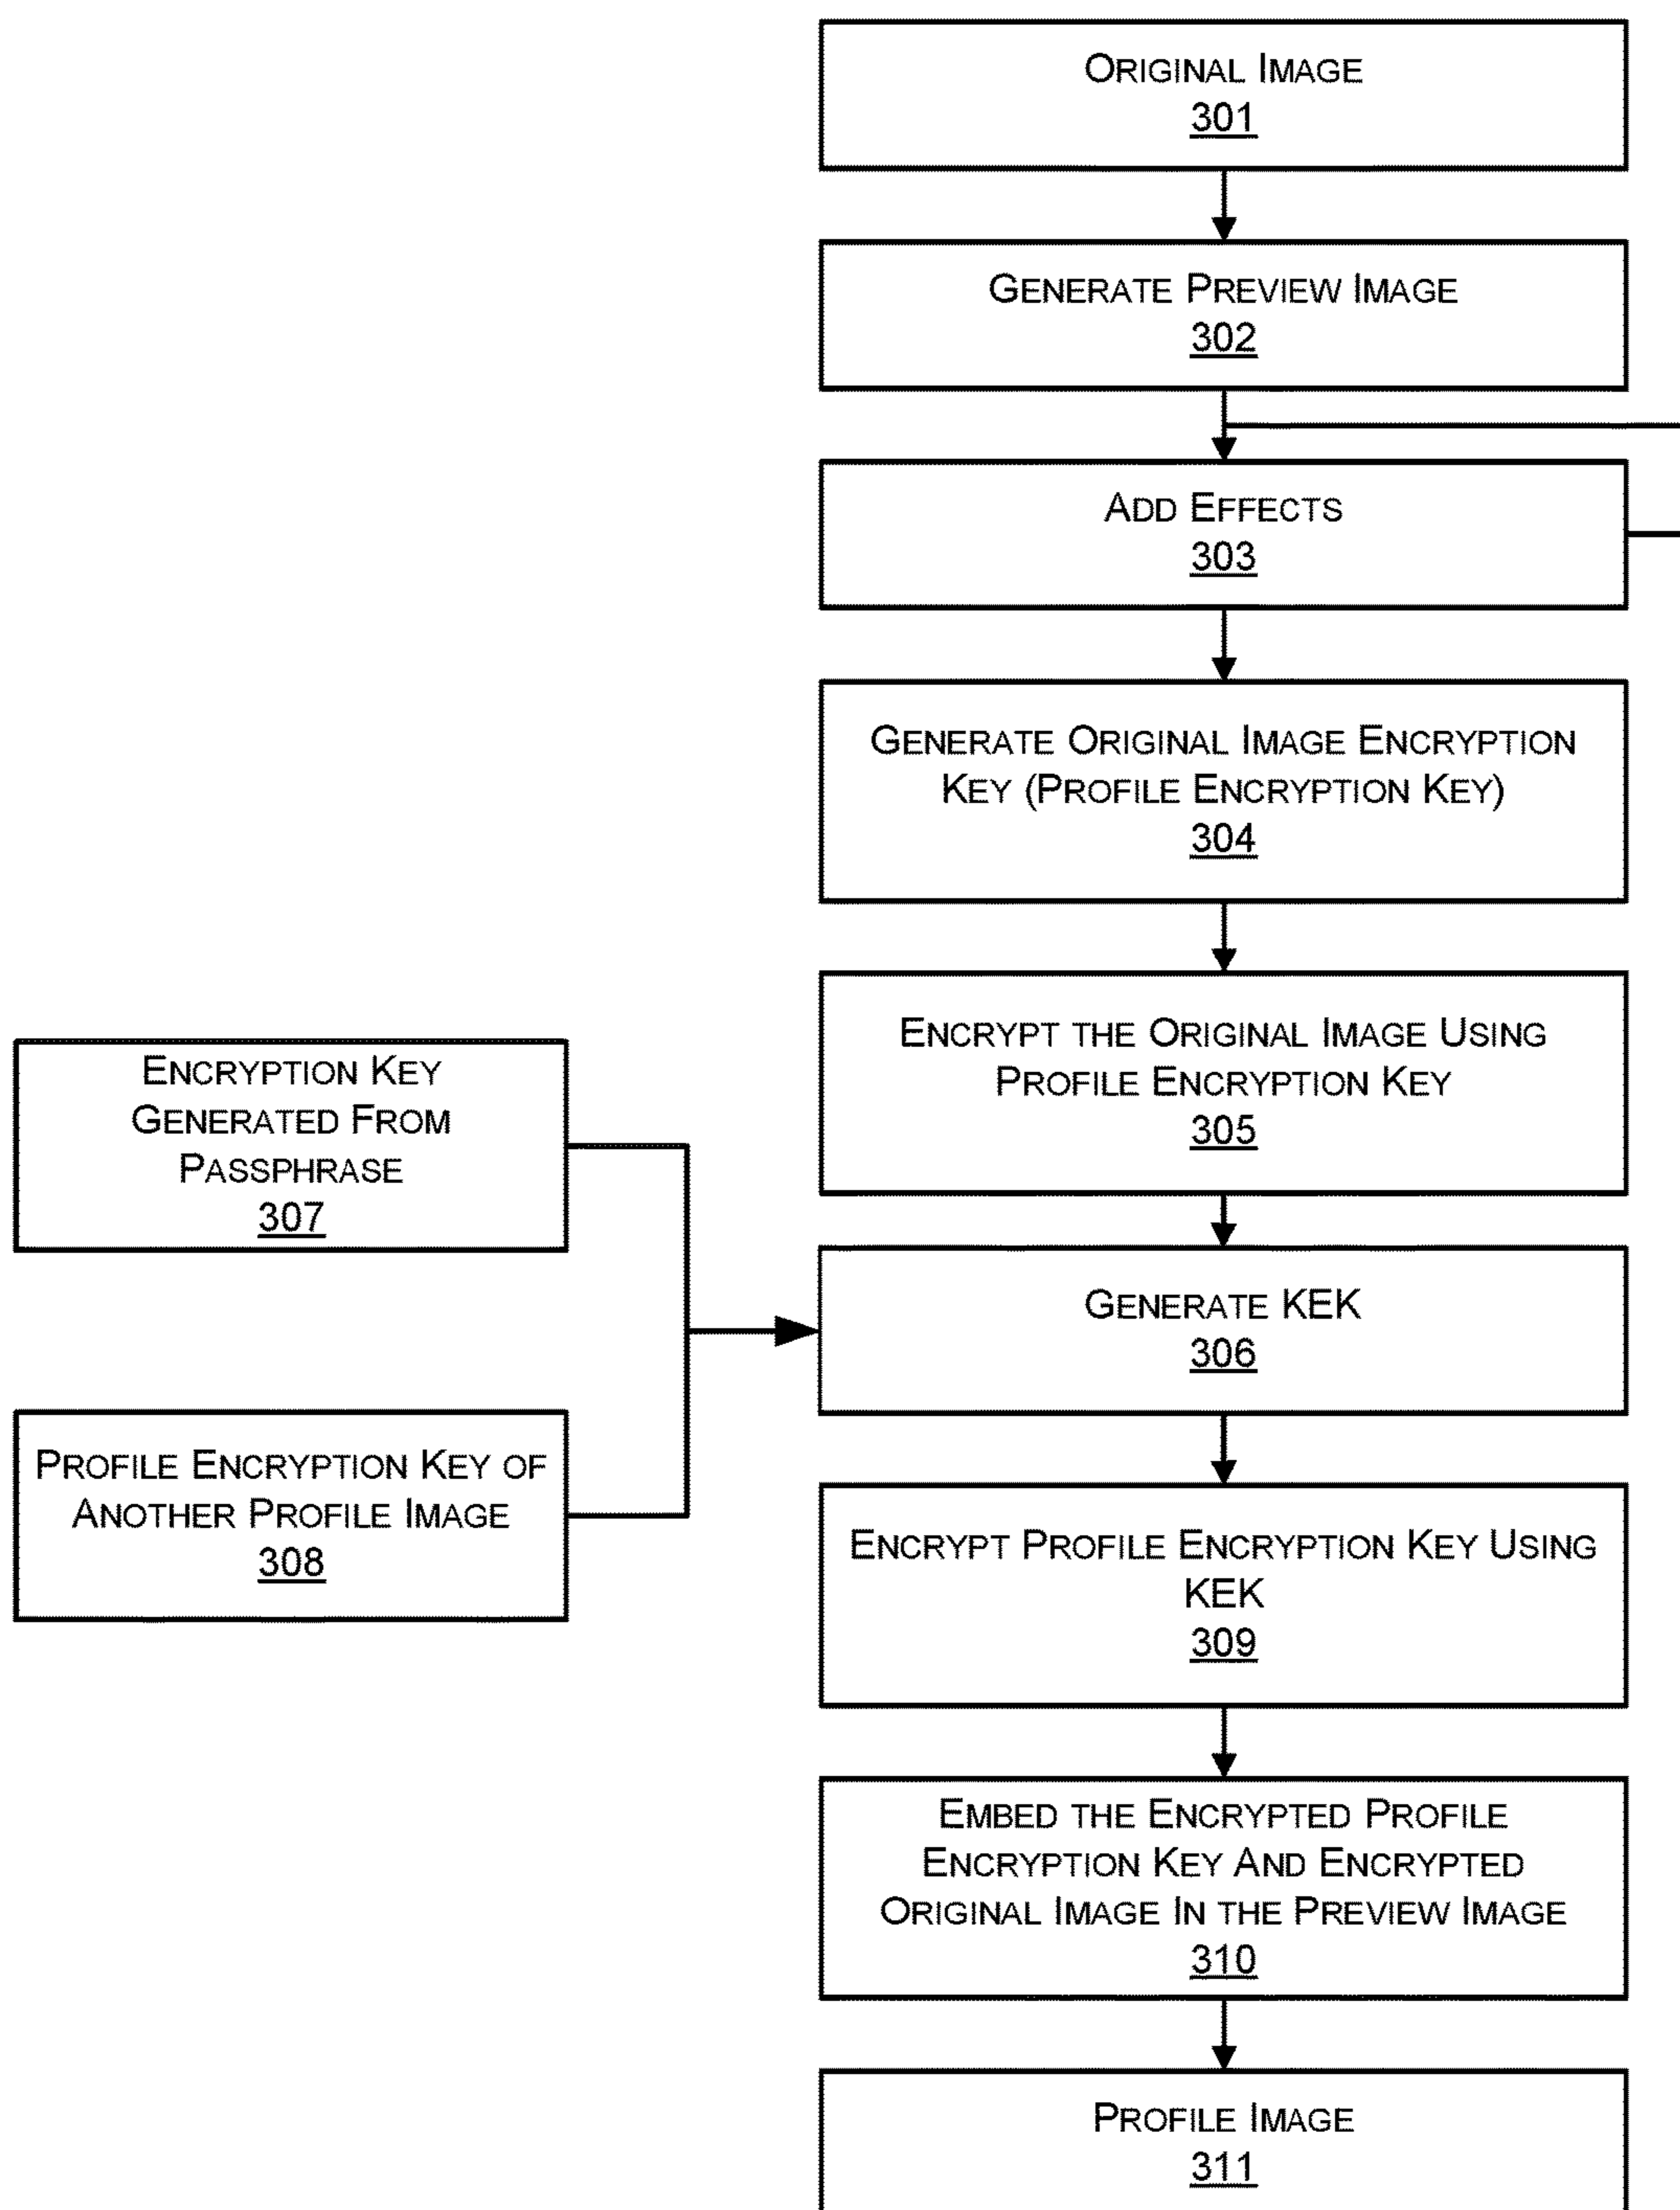 ORIGINAL IMAGE
301
GENERATE PREVIEW IMAGE
302
ADD EFFECTS
303
GENERATE ORIGINAL IMAGE ENCRYPTION
KEY (PROFILE ENCRYPTION KEY)
304
ENCRYPT THE ORIGINAL IMAGE USING
PROFILE ENCRYPTION KEY
305
ENCRYPTION KEY
GENERATED FROM
PASSPHRASE
307
GENERATE KEK
306
PROFILE ENCRYPTION KEY OF
ANOTHER PROFILE IMAGE
308
ENCRYPT PROFILE ENCRYPTION KEY USING
KEK
309
EMBED THE ENCRYPTED PROFILE
ENCRYPTION KEY AND ENCRYPTED
ORIGINAL IMAGE IN THE PREVIEW IMAGE
310
PROFILE IMAGE
311